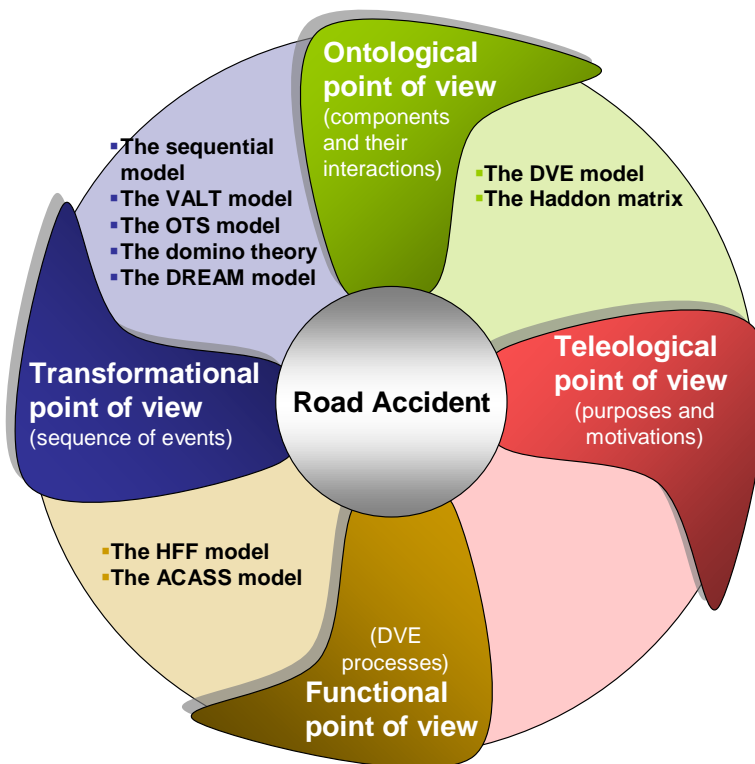 Ontological
point of view
(components
and their
interactions)
▪The sequential
model
▪The VALT model
▪The OTS model
▪The domino theory
▪The DREAM model
▪The DVE model
▪The Haddon matrix
Transformational
point of view
(sequence of events)
Road Accident
Teleological
point of view
(purposes and
motivations)
▪The HFF model
▪The ACASS model
(DVE
processes)
Functional
point of view